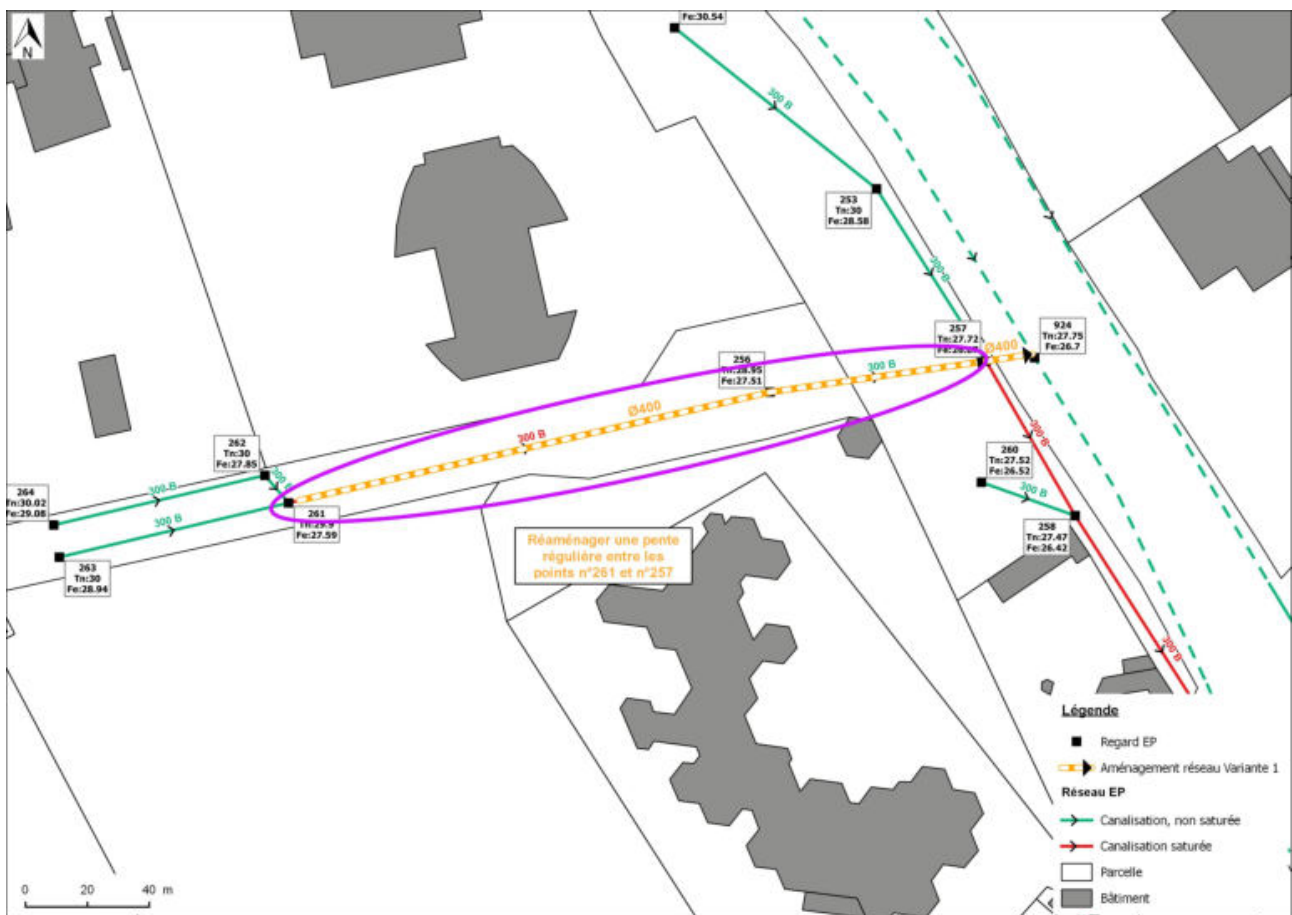 N
Fe:30.54
300 B
253
Tn:30
Fe:28.58
300 B
257
Tn:27.72
924
Tn:27.75
Fe:26.7
Ø400
256
Tn:28.95
Fe:27.51
300 B
Ø400
300 B
262
Tn:30
Fe:27.85
300 B
264
Tn:30.02
Fe:29.08
300 B
300 B
261
Tn:29.9
Fe:27.59
263
Tn:30
Fe:28.94
300 B
260
Tn:27.52
Fe:26.52
300 B
258
Tn:27.47
Fe:26.42
300 B
Réaménager une pente
régulière entre les
points n°261 et n°257
Légende
Regard EP
Aménagement réseau Variante 1
Réseau EP
Canalisation, non saturée
Canalisation saturée
Parcelle
Bâtiment
0 20 40 m